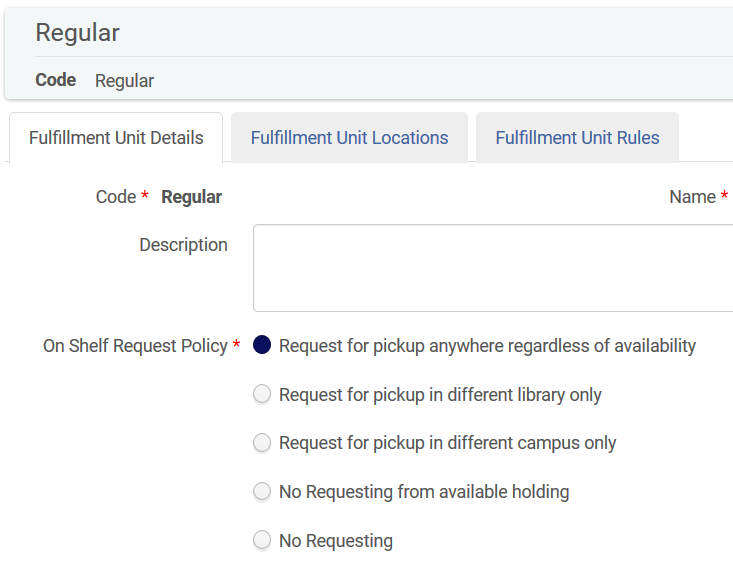 Regular
Code Regular
Fulfillment Unit Details Fulfillment Unit Locations Fulfillment Unit Rules
Code * Regular Name *
Description
On Shelf Request Policy * Request for pickup anywhere regardless of availability
Request for pickup in different library only
Request for pickup in different campus only
No Requesting from available holding
No Requesting